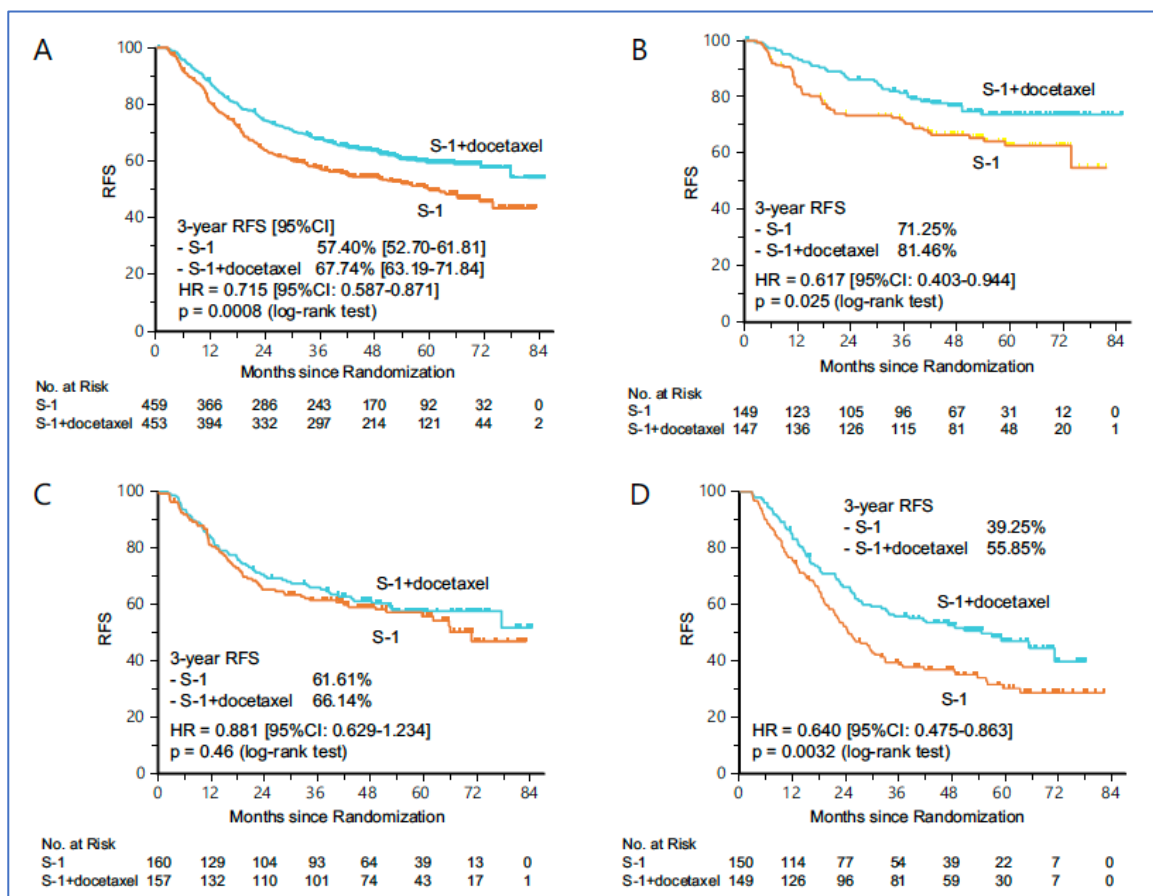 A
100
80
60
40
20
0
RFS
S-1+docetaxel
S-1
3-year RFS [95%CI]
- S-1 57.40% [52.70-61.81]
- S-1+docetaxel 67.74% [63.19-71.84]
HR = 0.715 [95%CI: 0.587-0.871]
p = 0.0008 (log-rank test)
0 12 24 36 48 60 72 84
Months since Randomization
No. at Risk
S-1 459 366 286 243 170 92 32 0
S-1+docetaxel 453 394 332 297 214 121 44 2
B
100
80
60
40
20
0
RFS
S-1+docetaxel
S-1
3-year RFS
- S-1 71.25%
- S-1+docetaxel 81.46%
HR = 0.617 [95%CI: 0.403-0.944]
p = 0.025 (log-rank test)
0 12 24 36 48 60 72 84
Months since Randomization
No. at Risk
S-1 149 123 105 96 67 31 12 0
S-1+docetaxel 147 136 126 115 81 48 20 1
C
100
80
60
40
20
0
RFS
S-1+docetaxel
S-1
3-year RFS
- S-1 61.61%
- S-1+docetaxel 66.14%
HR = 0.881 [95%CI: 0.629-1.234]
p = 0.46 (log-rank test)
0 12 24 36 48 60 72 84
Months since Randomization
No. at Risk
S-1 160 129 104 93 64 39 13 0
S-1+docetaxel 157 132 110 101 74 43 17 1
D
100
80
60
40
20
0
RFS
3-year RFS
- S-1 39.25%
- S-1+docetaxel 55.85%
S-1+docetaxel
S-1
HR = 0.640 [95%CI: 0.475-0.863]
p = 0.0032 (log-rank test)
0 12 24 36 48 60 72 84
Months since Randomization
No. at Risk
S-1 150 114 77 54 39 22 7 0
S-1+docetaxel 149 126 96 81 59 30 7 0